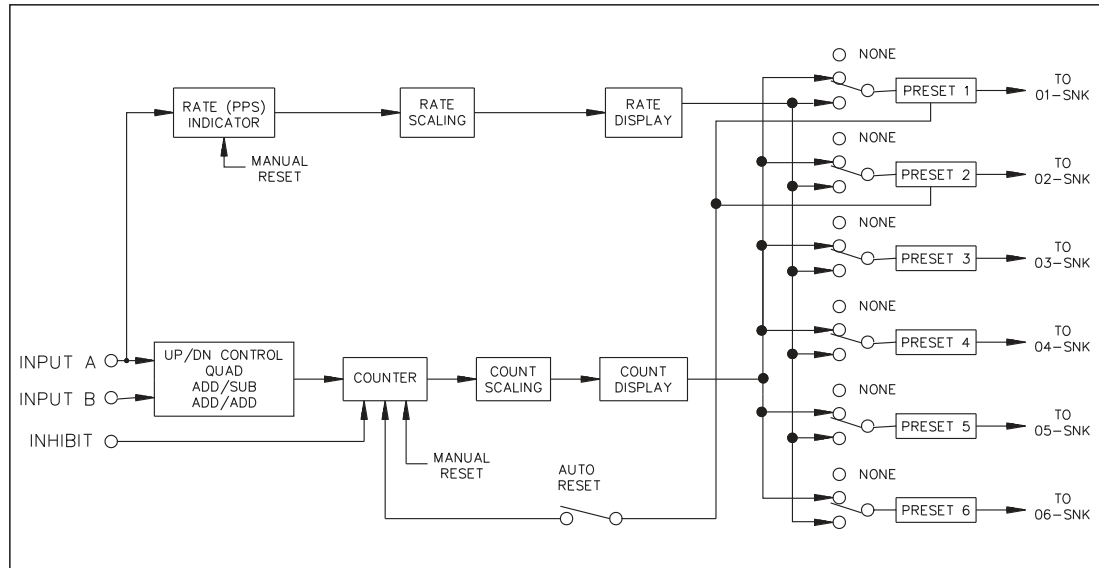 NONE
RATE (PPS)
INDICATOR
RATE
SCALING
RATE
DISPLAY
PRESET 1
TO
01-SNK
MANUAL
RESET
NONE
PRESET 2
TO
02-SNK
NONE
PRESET 3
TO
03-SNK
NONE
PRESET 4
TO
04-SNK
INPUT A
INPUT B
INHIBIT
UP/DN CONTROL
QUAD
ADD/SUB
ADD/ADD
COUNTER
COUNT
SCALING
COUNT
DISPLAY
NONE
PRESET 5
TO
05-SNK
MANUAL
RESET
AUTO
RESET
NONE
PRESET 6
TO
06-SNK